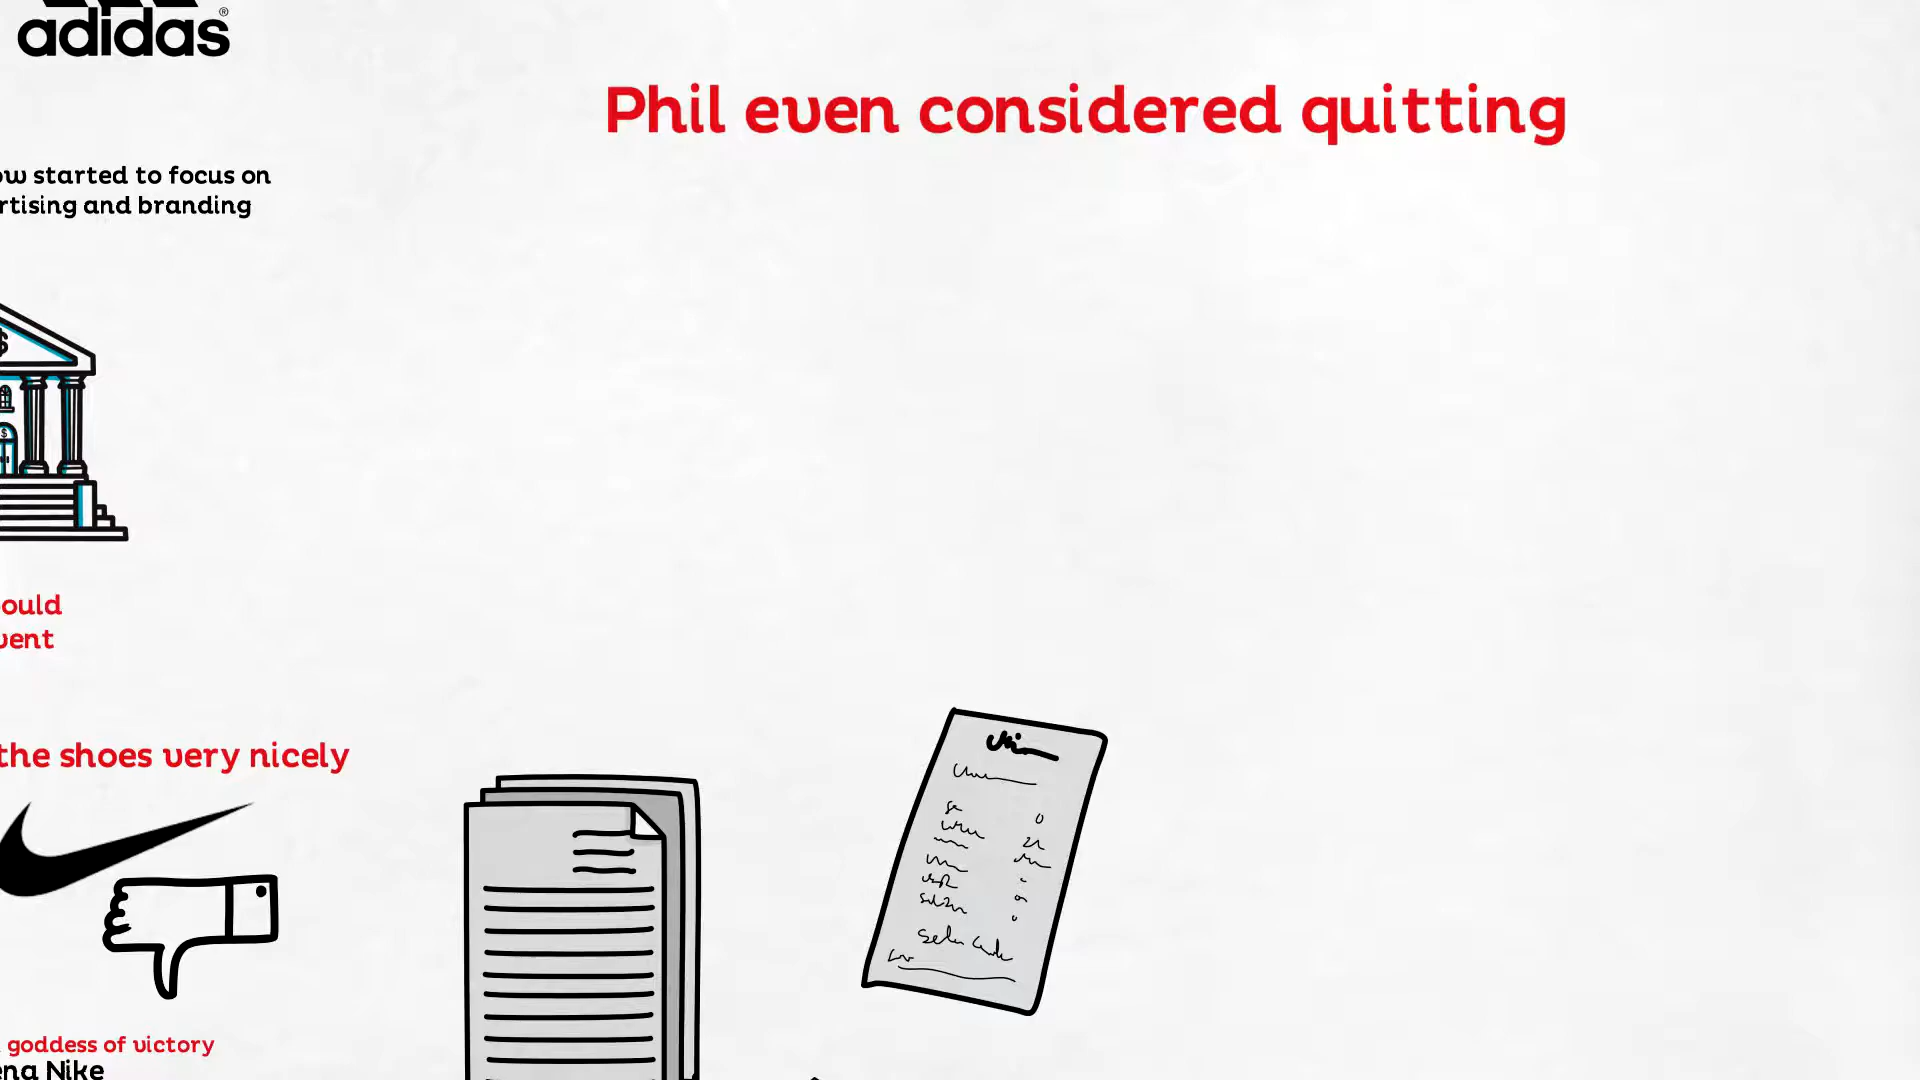 adidas®
Phil even considered quitting
ow started to focus on
rtising and branding
$
$
ould
vent
the shoes very nicely
goddess of victory
ena Nike